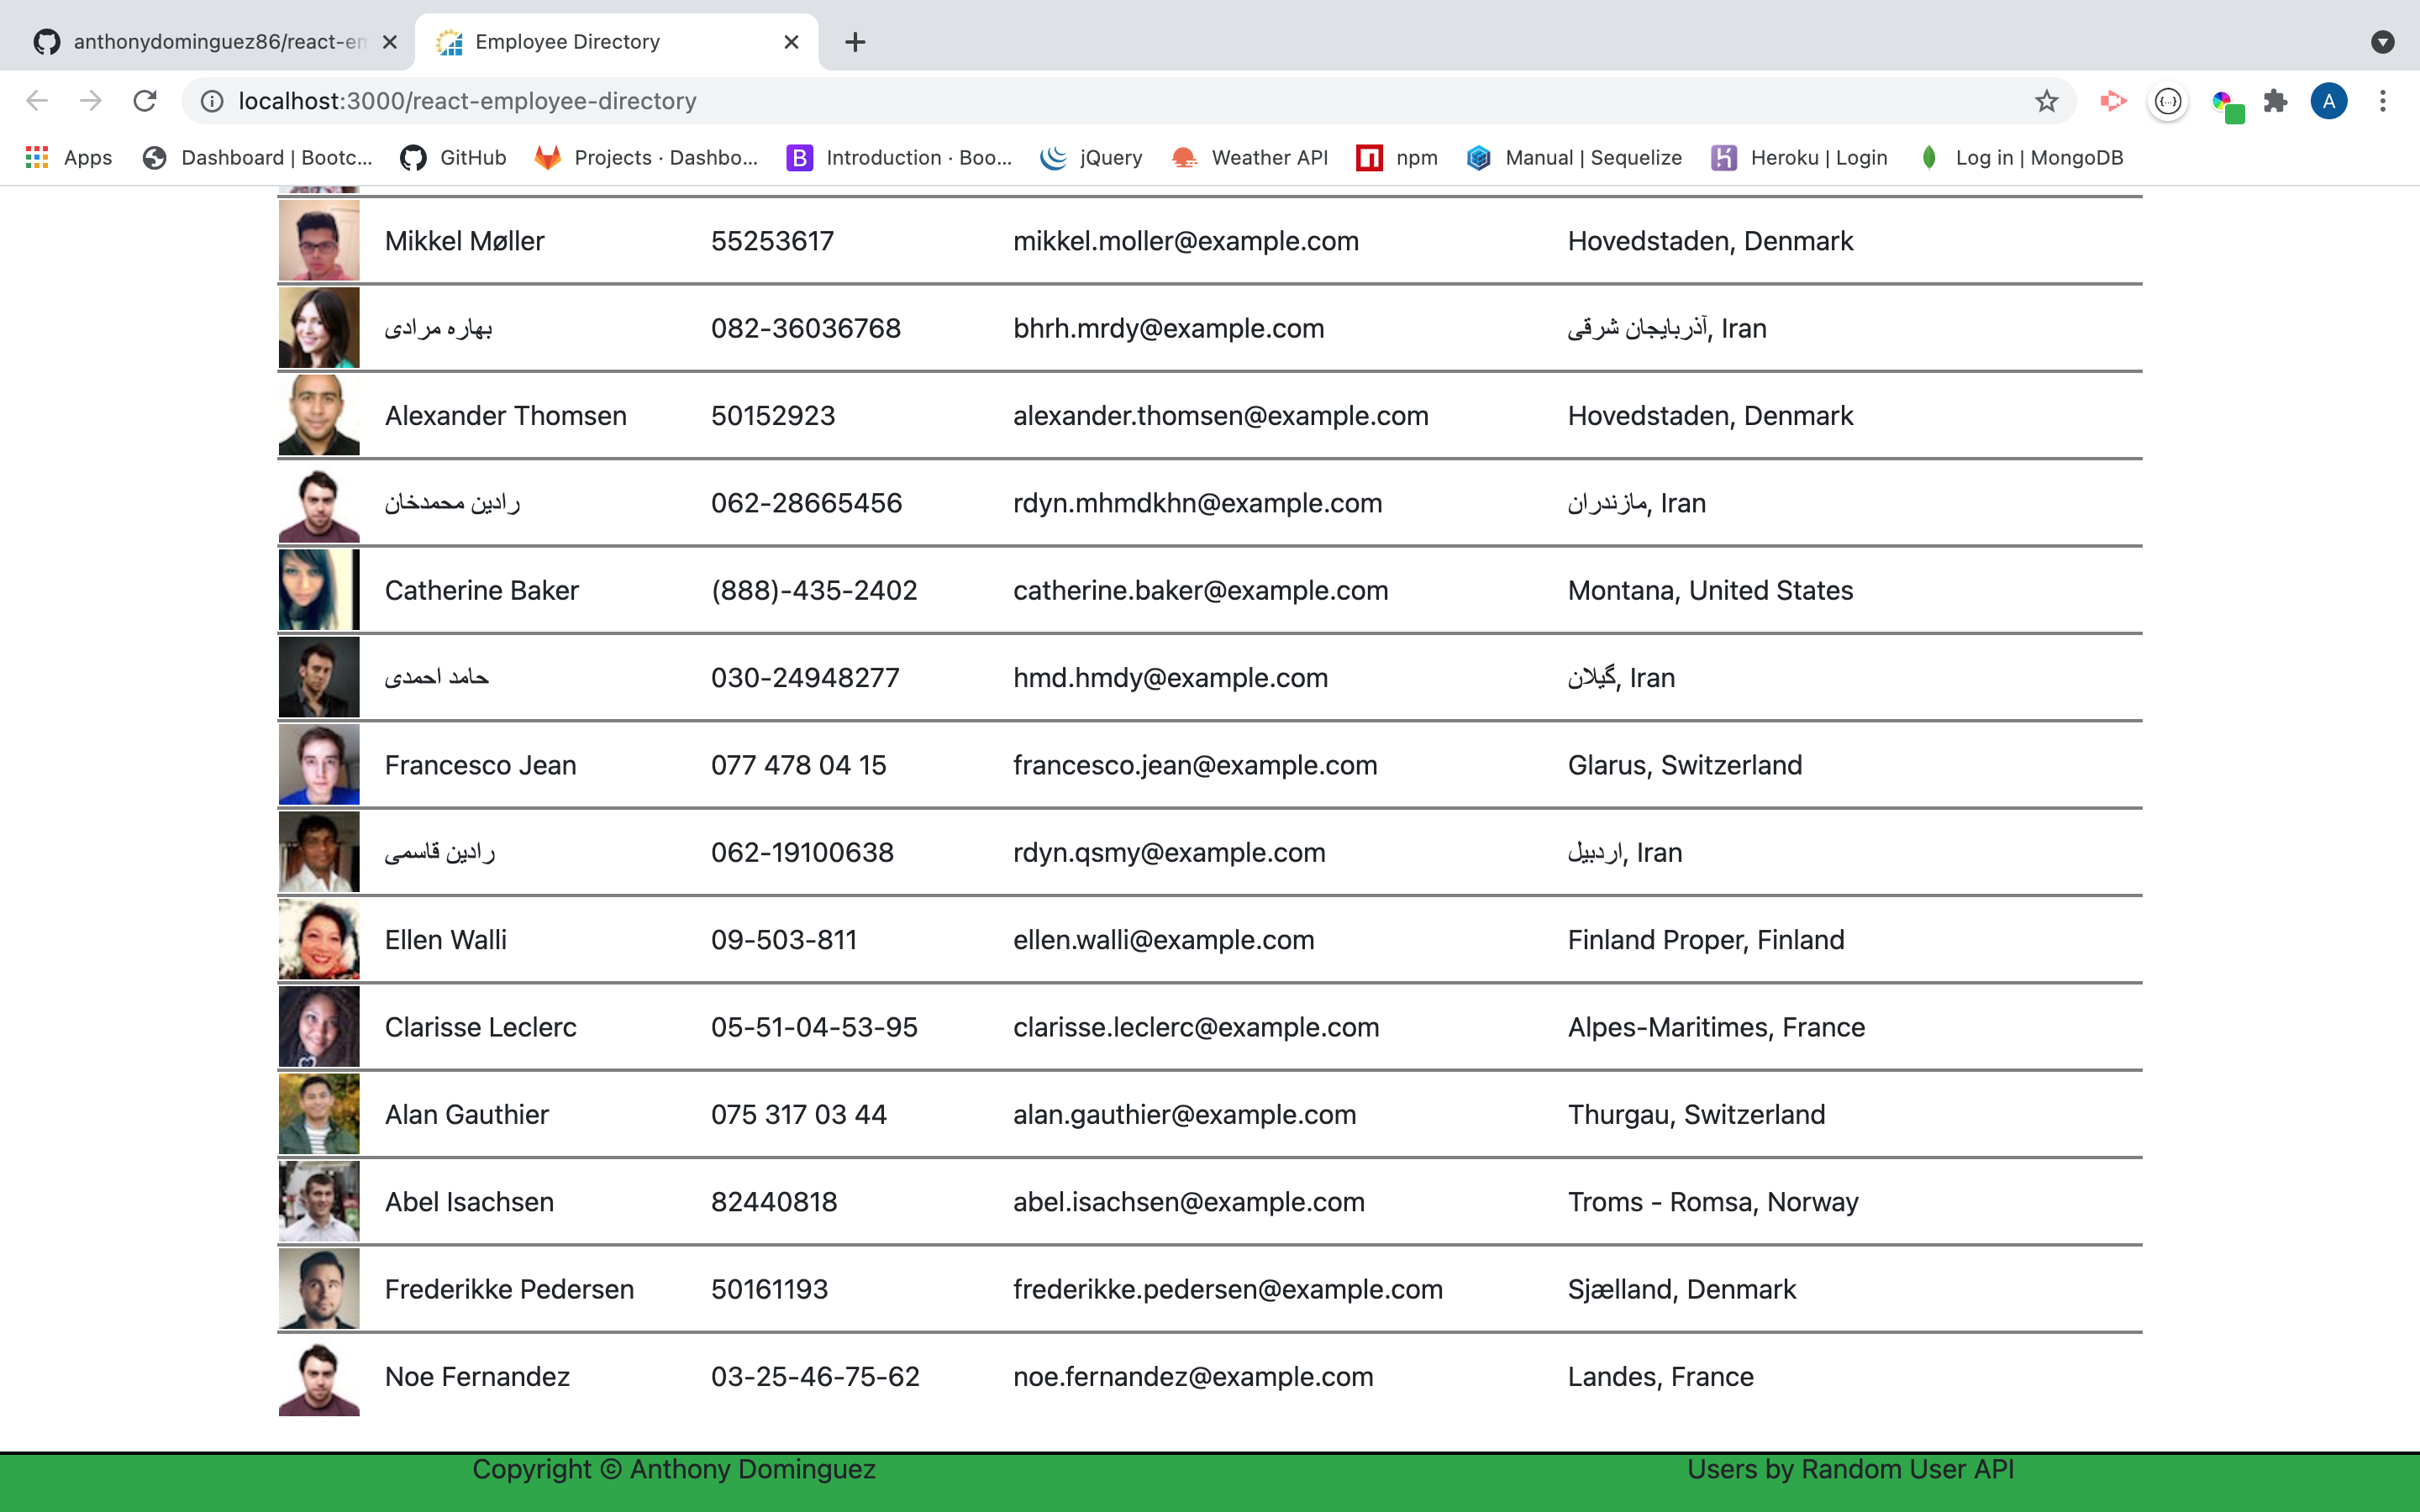 anthonydominguez86/react-em
Employee Directory
localhost:3000/react-employee-directory
A
Apps
Dashboard | Bootc...
GitHub
Projects · Dashbo...
B
Introduction · Boo...
jQuery
Weather API
npm
Manual | Sequelize
Heroku | Login
Log in | MongoDB
Mikkel Møller 55253617 mikkel.moller@example.com Hovedstaden, Denmark
بهاره مرادی 082-36036768 bhrh.mrdy@example.com آذربایجان شرقی, Iran
Alexander Thomsen 50152923 alexander.thomsen@example.com Hovedstaden, Denmark
رادین محمدخان 062-28665456 rdyn.mhmdkhn@example.com مازندران, Iran
Catherine Baker (888)-435-2402 catherine.baker@example.com Montana, United States
حامد احمدی 030-24948277 hmd.hmdy@example.com گیلان, Iran
Francesco Jean 077 478 04 15 francesco.jean@example.com Glarus, Switzerland
رادین قاسمی 062-19100638 rdyn.qsmy@example.com اردبیل, Iran
Ellen Walli 09-503-811 ellen.walli@example.com Finland Proper, Finland
Clarisse Leclerc 05-51-04-53-95 clarisse.leclerc@example.com Alpes-Maritimes, France
Alan Gauthier 075 317 03 44 alan.gauthier@example.com Thurgau, Switzerland
Abel Isachsen 82440818 abel.isachsen@example.com Troms - Romsa, Norway
Frederikke Pedersen 50161193 frederikke.pedersen@example.com Sjælland, Denmark
Noe Fernandez 03-25-46-75-62 noe.fernandez@example.com Landes, France
Copyright © Anthony Dominguez Users by Random User API